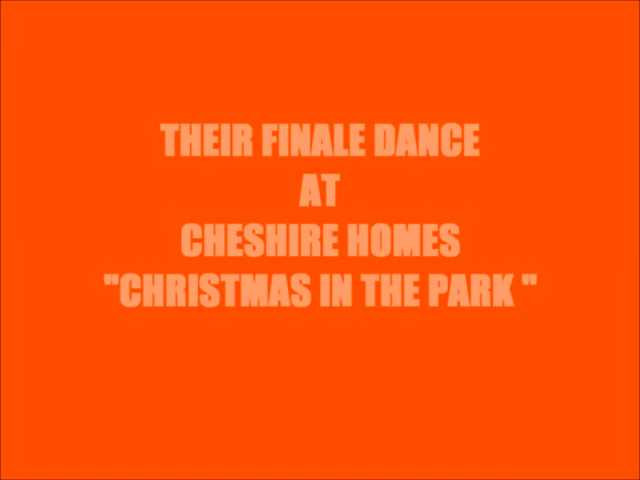 THEIR FINALE DANCE
AT
CHESHIRE HOMES
"CHRISTMAS IN THE PARK "